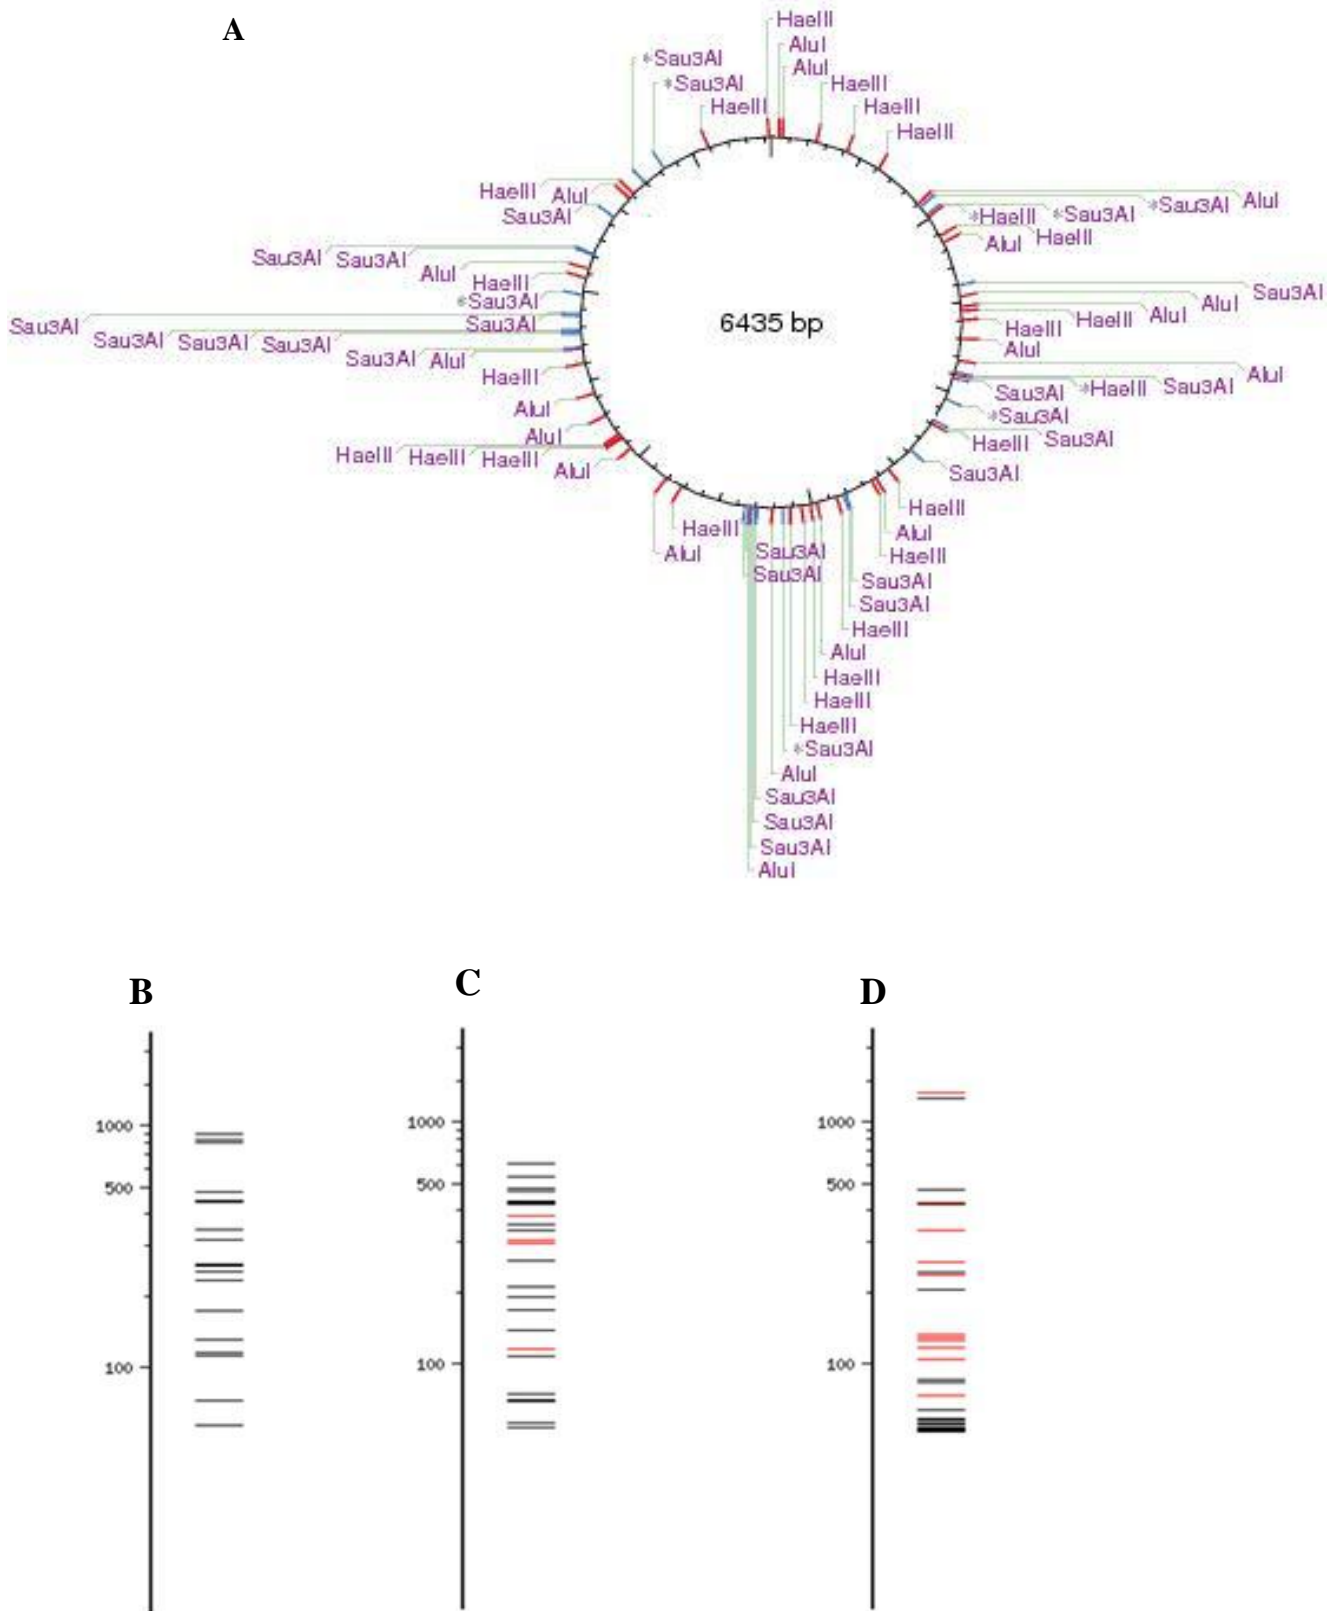 A
HaeIII
AluI
AluI
HaeIII
HaeIII
HaeIII
*Sau3AI
*Sau3AI
HaeIII
HaeIII AluI
Sau3AI
*HaeIII *Sau3AI *Sau3AI AluI
AluI HaeIII
Sau3AI Sau3AI
AluI
HaeIII
*Sau3AI
Sau3AI
Sau3AI
Sau3AI Sau3AI Sau3AI
Sau3AI AluI
HaeIII
AluI
AluI
HaeIII HaeIII HaeIII
AluI
6435 bp
Sau3AI
AluI
HaeIII HaeIII AluI
AluI
AluI
Sau3AI *HaeIII Sau3AI
*Sau3AI
HaeIII Sau3AI
Sau3AI
HaeIII
AluI
HaeIII
Sau3AI
Sau3AI
HaeIII
AluI
HaeIII
HaeIII
HaeIII
*Sau3AI
AluI
Sau3AI
Sau3AI
Sau3AI
AluI
HaeIII
AluI
Sau3AI
Sau3AI
B
1000
500
100
C
1000
500
100
D
1000
500
100